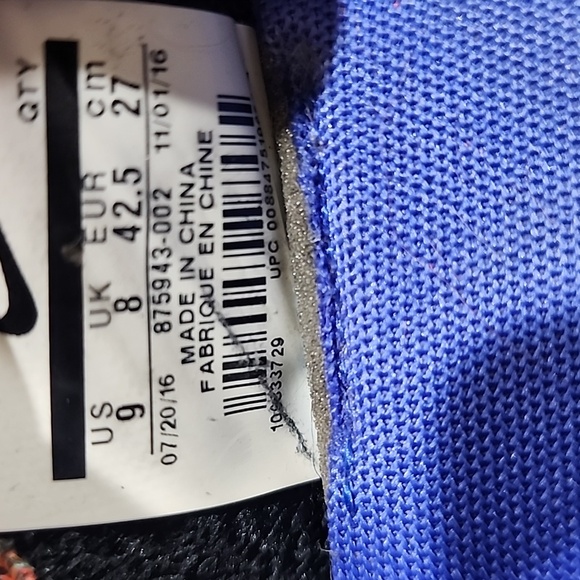 QTY
US UK EUR cm
9 8 42.5 27
07/20/16 875943-002 11/01/16
MADE IN CHINA
FABRIQUE EN CHINE
UPC